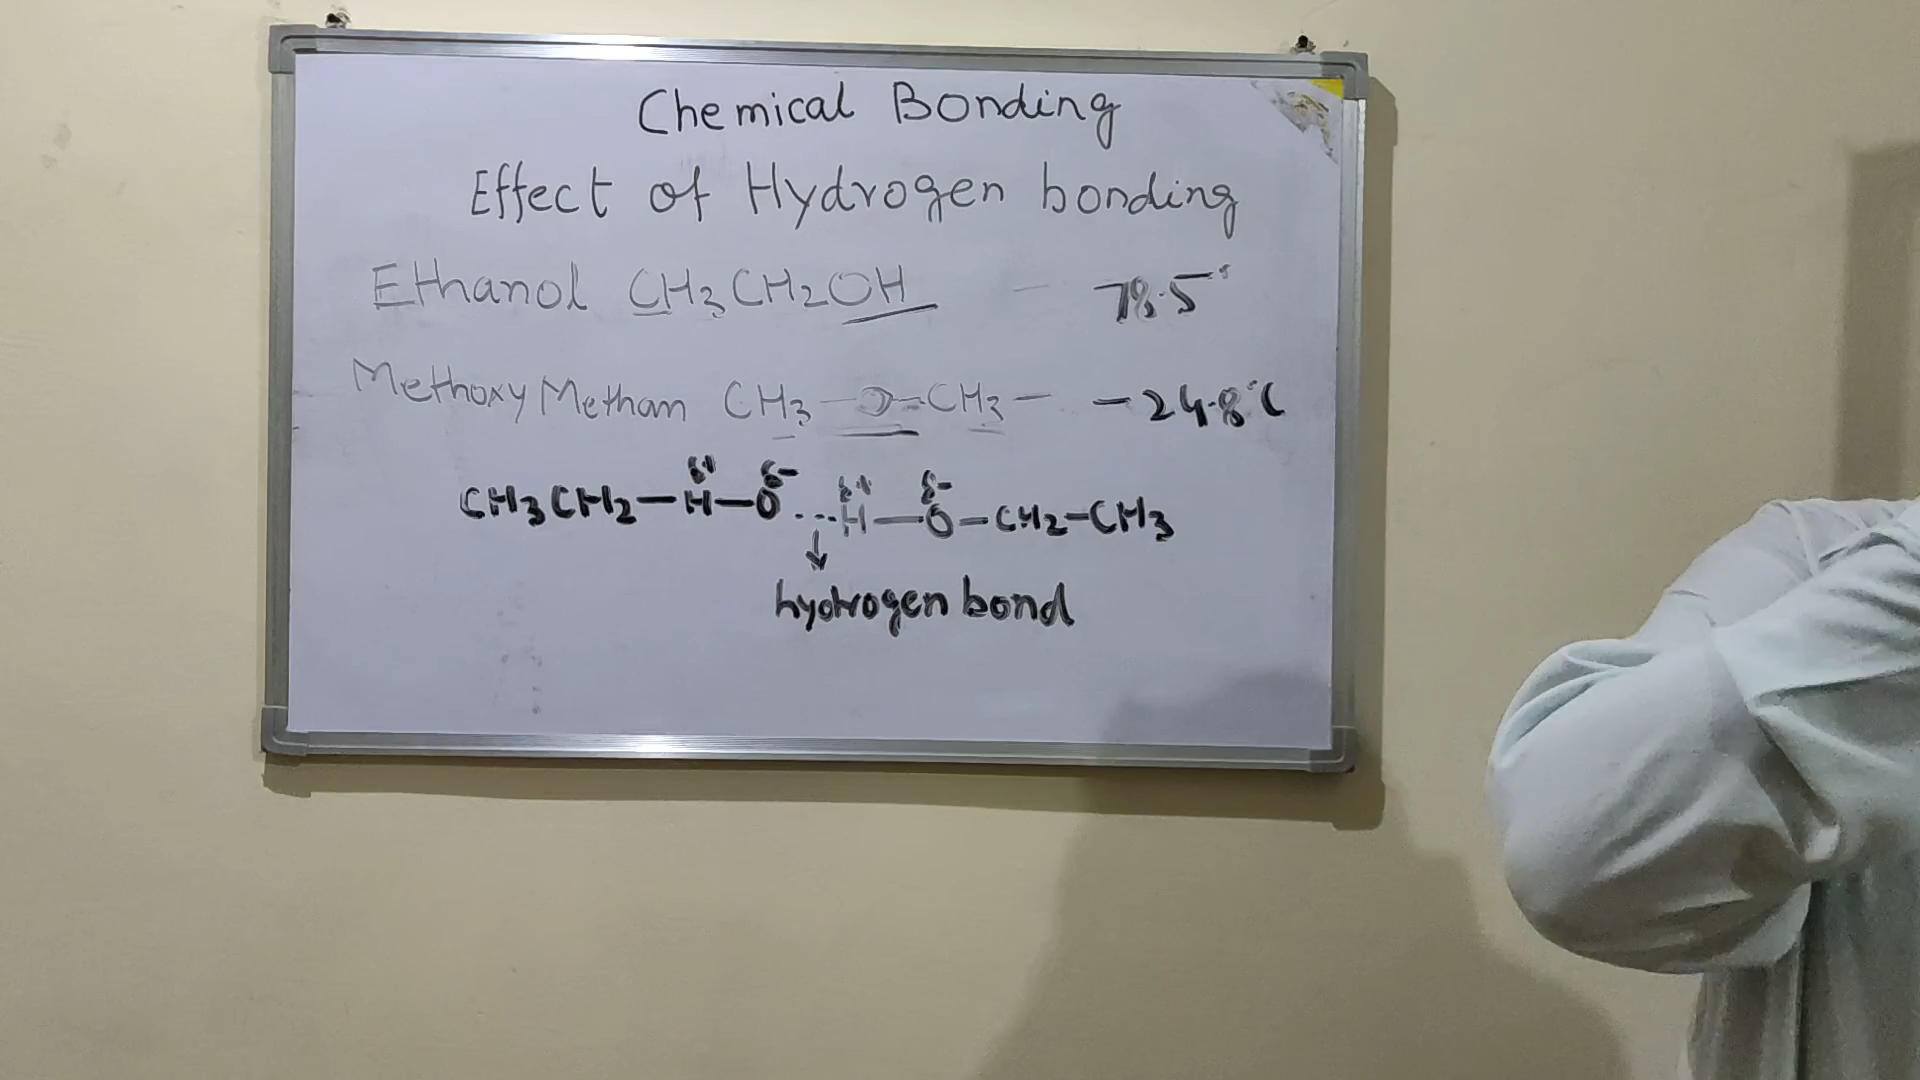 Chemical Bonding
Effect of Hydrogen bonding
Ethanol CH3CH2OH - 78.5°
Methoxy Methan CH3-O-CH3 - -24.8°C
δ+ δ- δ+ δ-
CH3CH2-H-O...H-O-CH2-CH3
↓
hydrogen bond